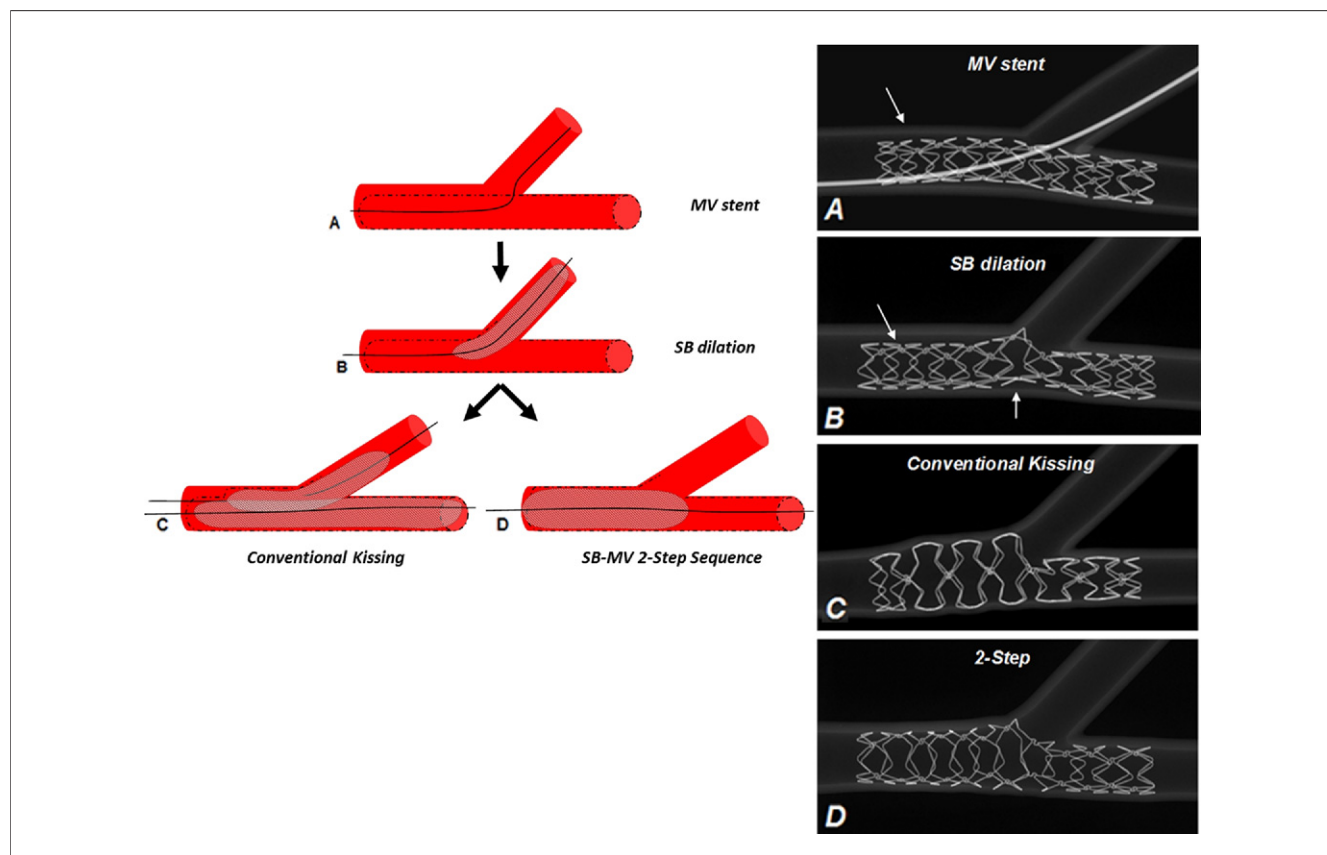 A
MV stent
B
SB dilation
C
Conventional Kissing
D
SB-MV 2-Step Sequence
MV stent
A
SB dilation
B
Conventional Kissing
C
2-Step
D